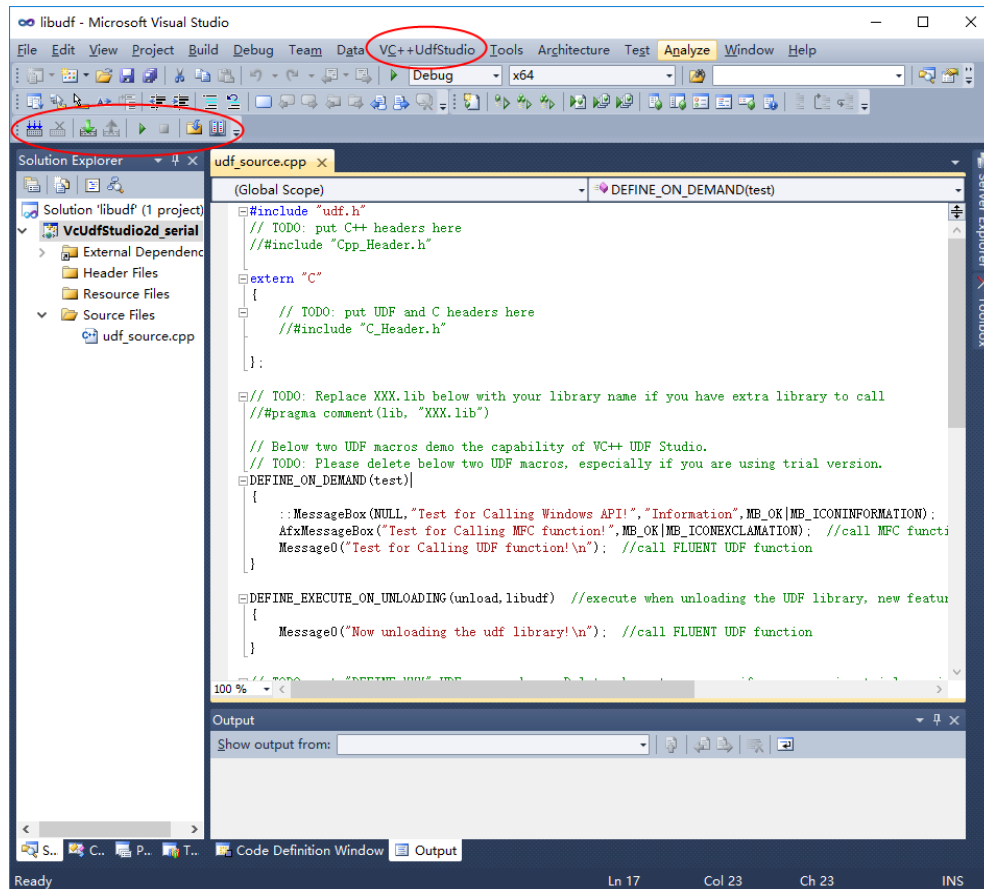 libudf - Microsoft Visual Studio
File Edit View Project Build Debug Team Data VC++UdfStudio Tools Architecture Test Analyze Window Help
Debug x64
Solution Explorer
udf_source.cpp
(Global Scope) DEFINE_ON_DEMAND(test)
Solution 'libudf' (1 project)
VcUdfStudio2d_serial
External Dependenc
Header Files
Resource Files
Source Files
udf_source.cpp
#include "udf.h"
// TODO: put C++ headers here
//#include "Cpp_Header.h"
extern "C"
{
// TODO: put UDF and C headers here
//#include "C_Header.h"
};
// TODO: Replace XXX.lib below with your library name if you have extra library to call
//#pragma comment(lib, "XXX.lib")
// Below two UDF macros demo the capability of VC++ UDF Studio.
// TODO: Please delete below two UDF macros, especially if you are using trial version.
DEFINE_ON_DEMAND(test)
{
::MessageBox(NULL,"Test for Calling Windows API!","Information",MB_OK|MB_ICONINFORMATION);
AfxMessageBox("Test for Calling MFC function!",MB_OK|MB_ICONEXCLAMATION); //call MFC functi
Message0("Test for Calling UDF function!\n"); //call FLUENT UDF function
}
DEFINE_EXECUTE_ON_UNLOADING(unload,libudf) //execute when unloading the UDF library, new featur
{
Message0("Now unloading the udf library!\n"); //call FLUENT UDF function
}
100 %
Server Explorer
Toolbox
Output
Show output from:
S... C... P... T... Code Definition Window Output
Ready Ln 17 Col 23 Ch 23 INS